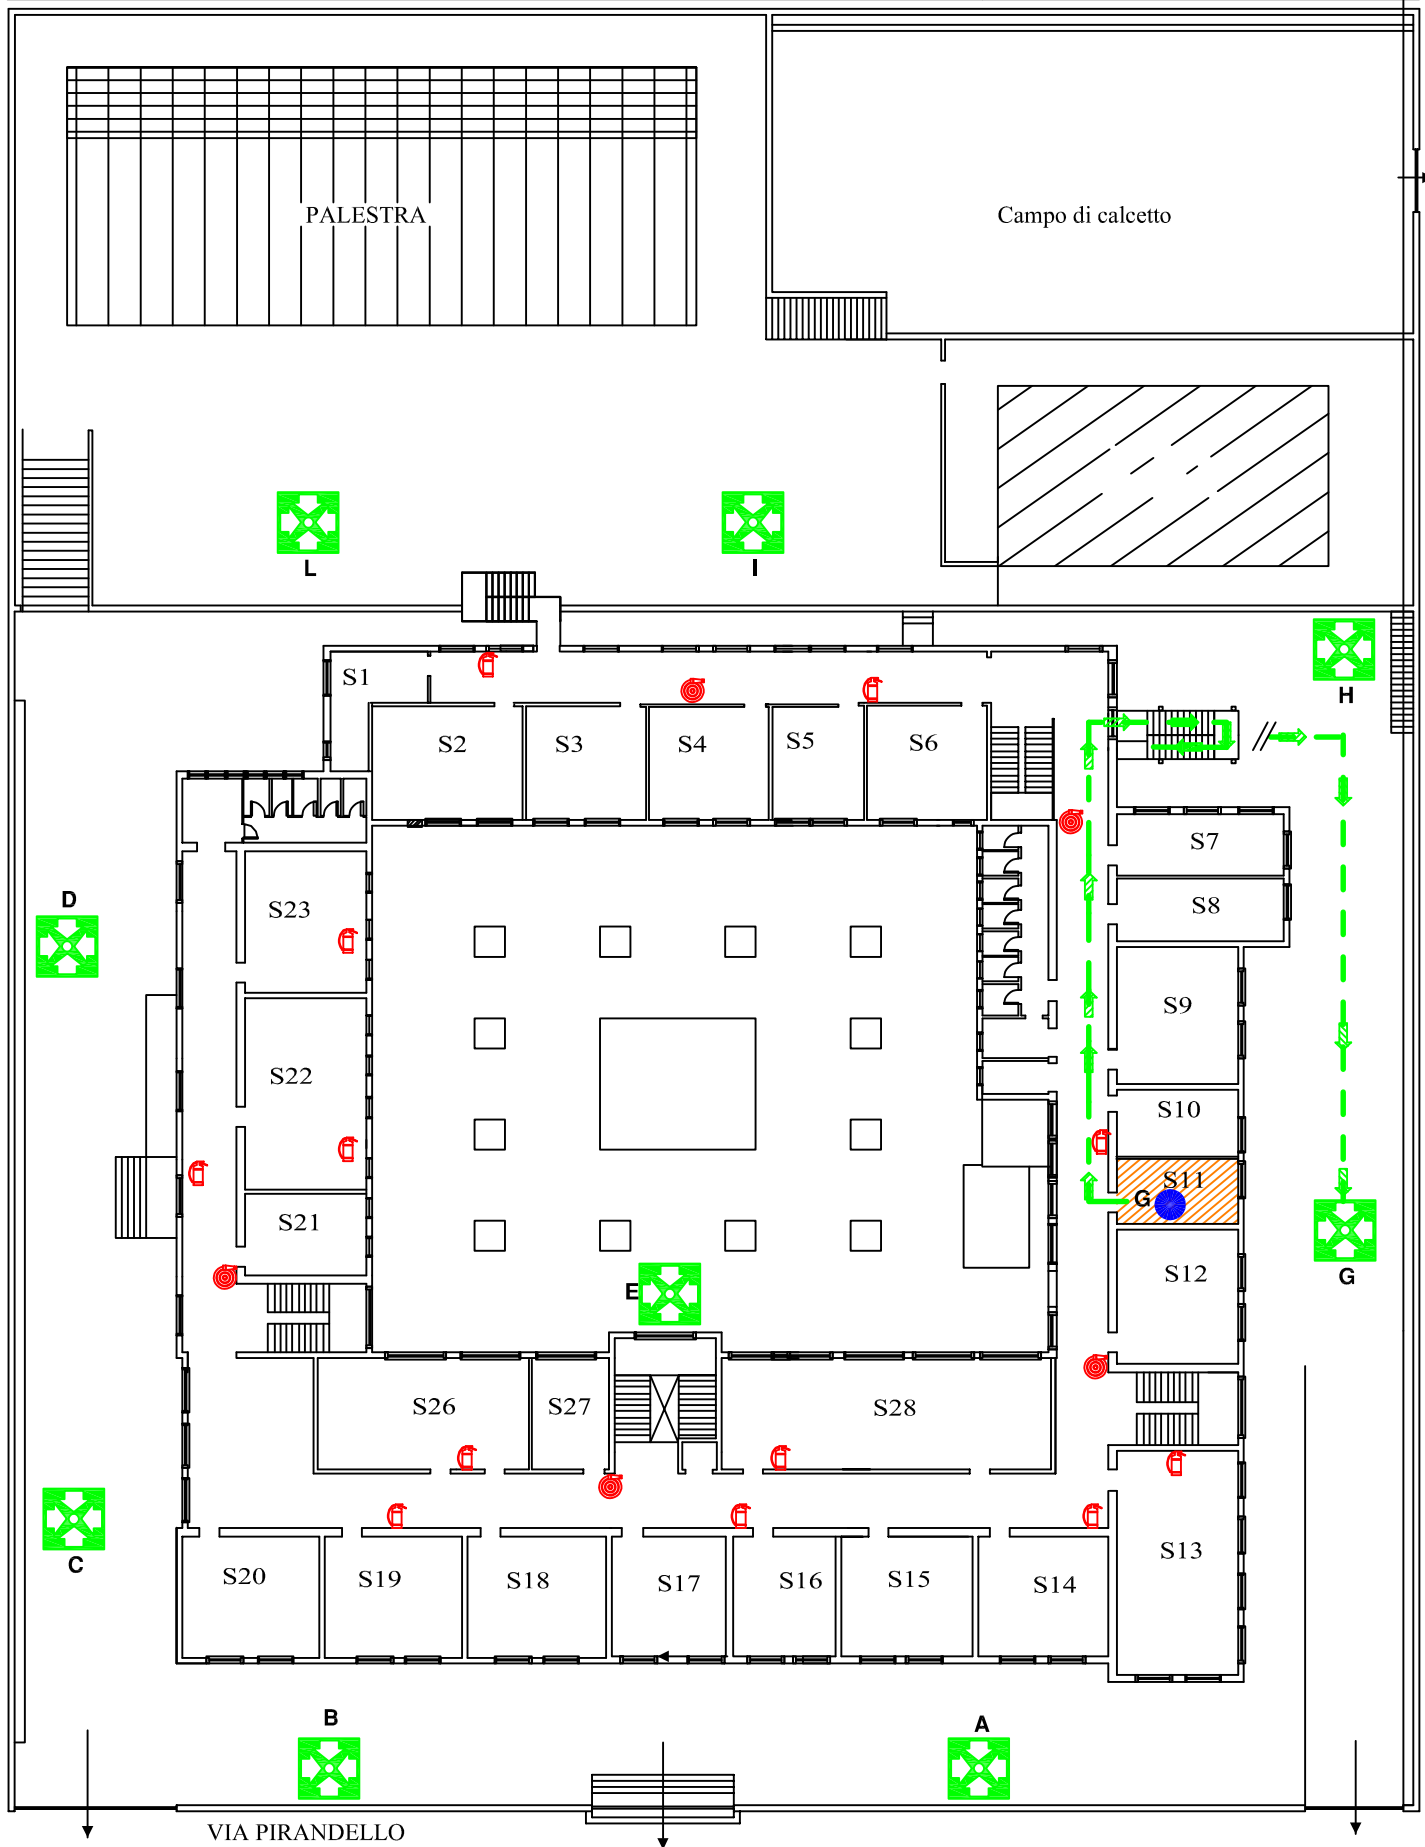 PALESTRA
Campo di calcetto
L
I
H
S1
S2
S3
S4
S5
S6
S7
S8
D
S23
S9
S22
S10
S11
G
S21
S12
G
E
S26
S27
S28
C
S20
S19
S18
S17
S16
S15
S14
S13
B
A
VIA PIRANDELLO